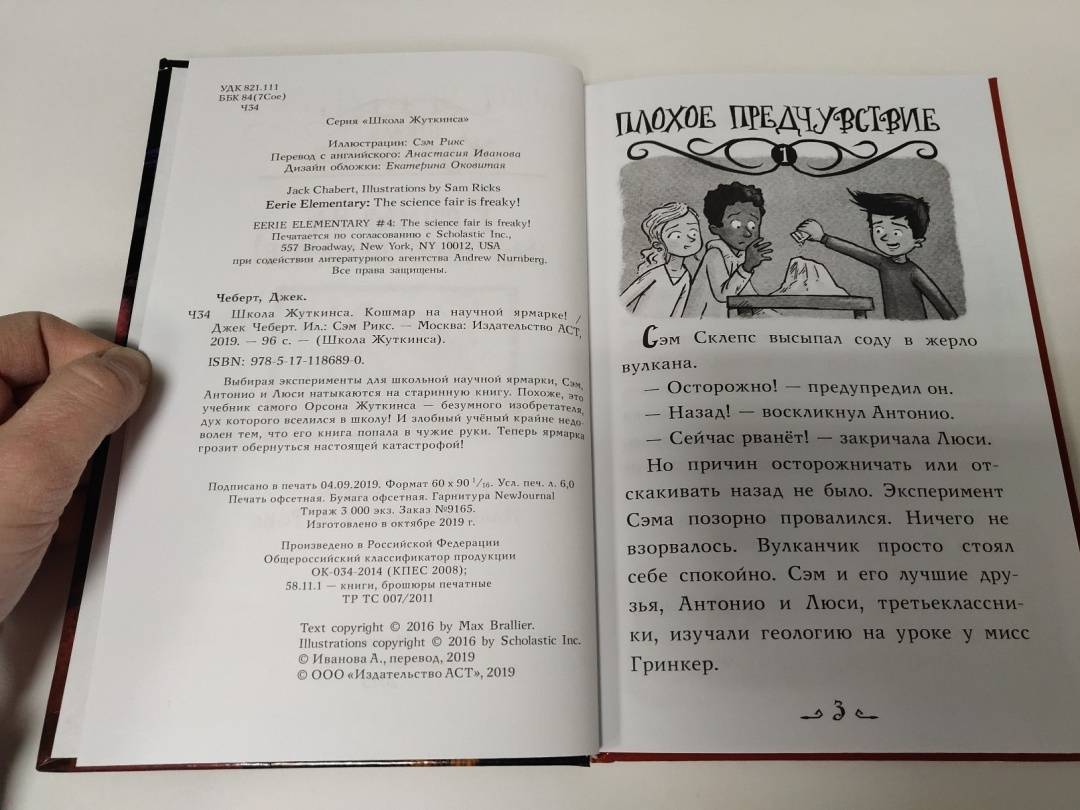 УДК 821.111
ББК 84(7Сое)
Ч34
Серия «Школа Жуткинса»
Иллюстрации: Сэм Рикс
Перевод с английского: Анастасия Иванова
Дизайн обложки: Екатерина Оковитая
Jack Chabert, Illustrations by Sam Ricks
Eerie Elementary: The science fair is freaky!
EERIE ELEMENTARY #4: The science fair is freaky!
Печатается по согласованию с Scholastic Inc.,
557 Broadway, New York, NY 10012, USA
при содействии литературного агентства Andrew Nurnberg.
Все права защищены.
Чеберт, Джек.
Ч34 Школа Жуткинса. Кошмар на научной ярмарке! /
Джек Чеберт. Ил.: Сэм Рикс. — Москва: Издательство АСТ,
2019. — 96 с. — (Школа Жуткинса).
ISBN: 978-5-17-118689-0.
Выбирая эксперименты для школьной научной ярмарки, Сэм,
Антонио и Люси натыкаются на старинную книгу. Похоже, это
учебник самого Орсона Жуткинса — безумного изобретателя,
дух которого вселился в школу! И злобный учёный крайне недо-
волен тем, что его книга попала в чужие руки. Теперь ярмарка
грозит обернуться настоящей катастрофой!
Подписано в печать 04.09.2019. Формат 60 х 90 1/16. Усл. печ. л. 6,0
Печать офсетная. Бумага офсетная. Гарнитура NewJournal
Тираж 3 000 экз. Заказ №9165.
Изготовлено в октябре 2019 г.
Произведено в Российской Федерации
Общероссийский классификатор продукции
ОК-034-2014 (КПЕС 2008);
58.11.1 — книги, брошюры печатные
ТР ТС 007/2011
Text copyright © 2016 by Max Brallier.
Illustrations copyright © 2016 by Scholastic Inc.
© Иванова А., перевод, 2019
© ООО «Издательство АСТ», 2019
ПЛОХОЕ ПРЕДЧУВСТВИЕ
1
Сэм Склепс высыпал соду в жерло
вулкана.
— Осторожно! — предупредил он.
— Назад! — воскликнул Антонио.
— Сейчас рванёт! — закричала Люси.
Но причин осторожничать или от-
скакивать назад не было. Эксперимент
Сэма позорно провалился. Ничего не
взорвалось. Вулканчик просто стоял
себе спокойно. Сэм и его лучшие дру-
зья, Антонио и Люси, третьеклассни-
ки, изучали геологию на уроке у мисс
Гринкер.
3